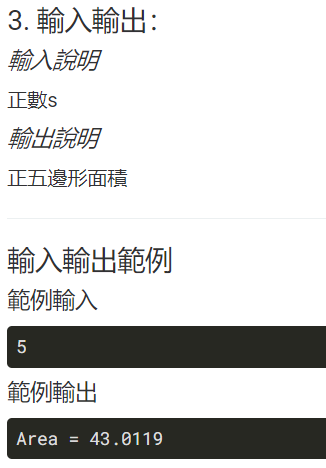 3. 輸入輸出：
輸入說明
正數s
輸出說明
正五邊形面積
輸入輸出範例
範例輸入
5
範例輸出
Area = 43.0119